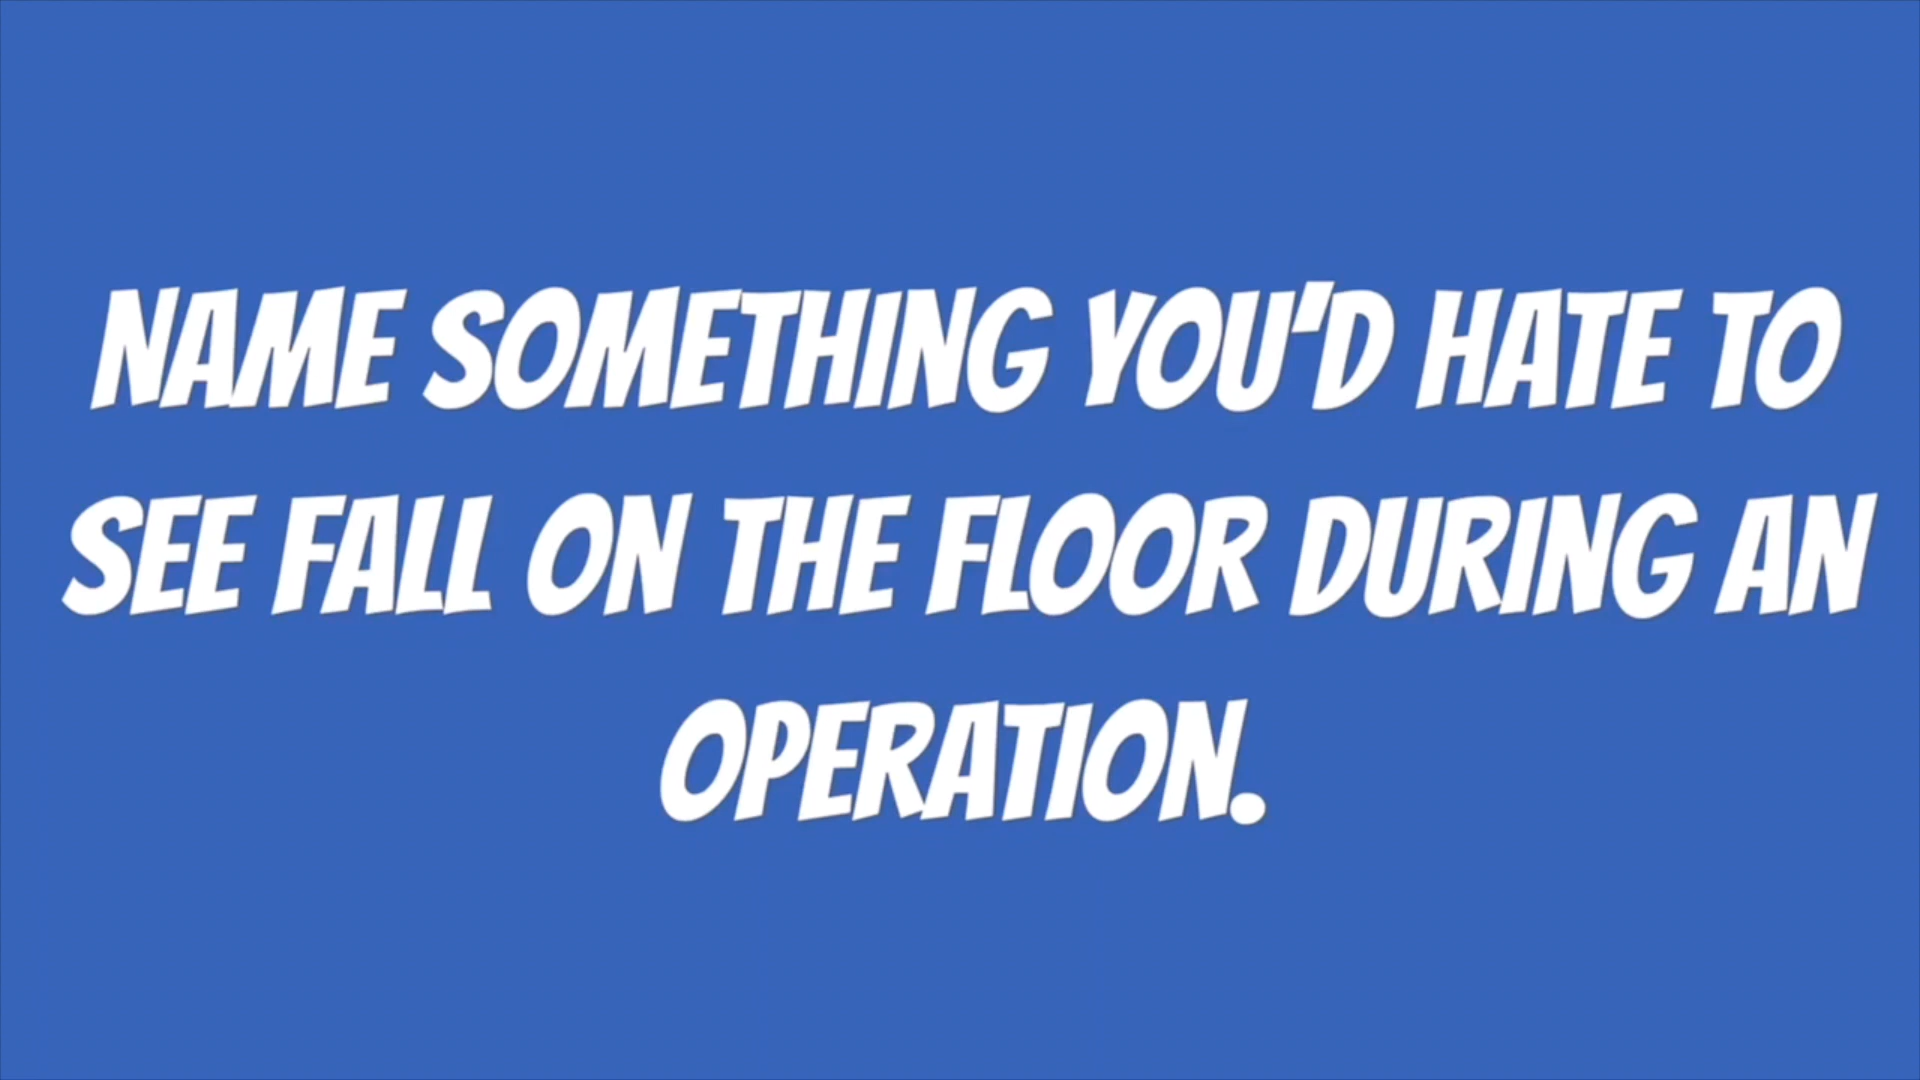 NAME SOMETHING YOU'D HATE TO
SEE FALL ON THE FLOOR DURING AN
OPERATION.